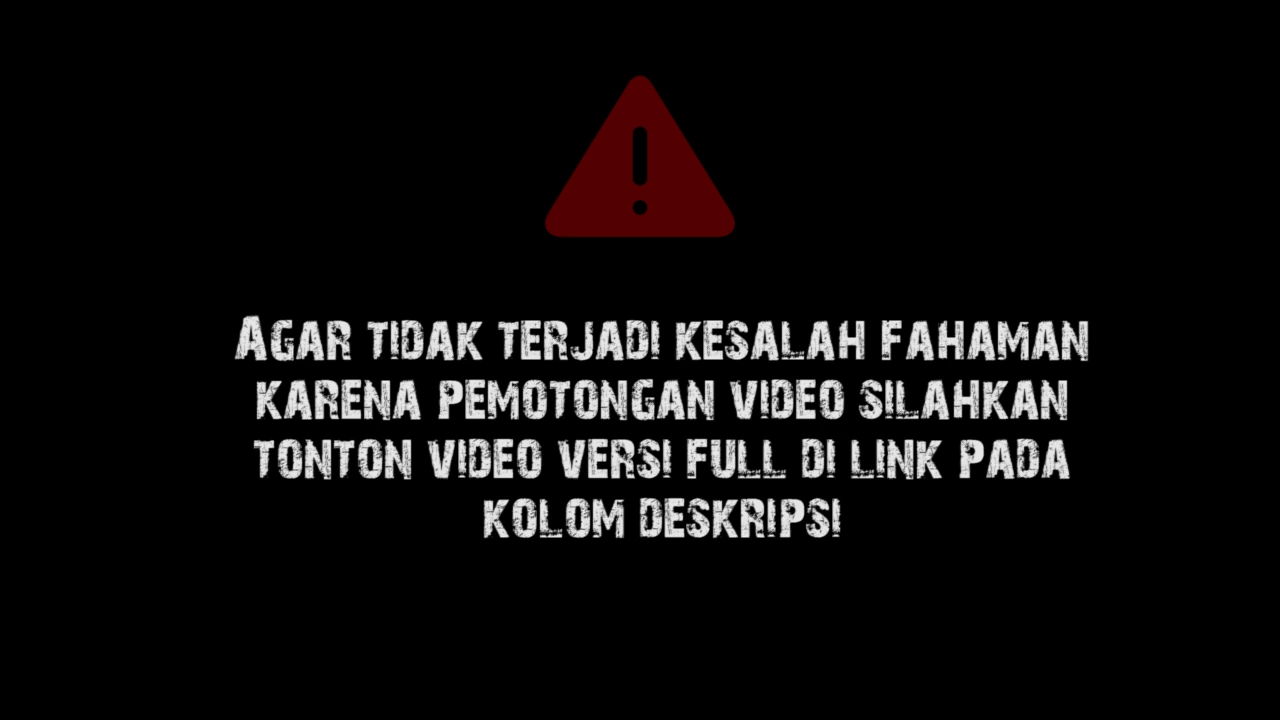 Agar tidak terjadi kesalah fahaman
karena pemotongan video silahkan
tonton video versi full di link pada
kolom deskripsi